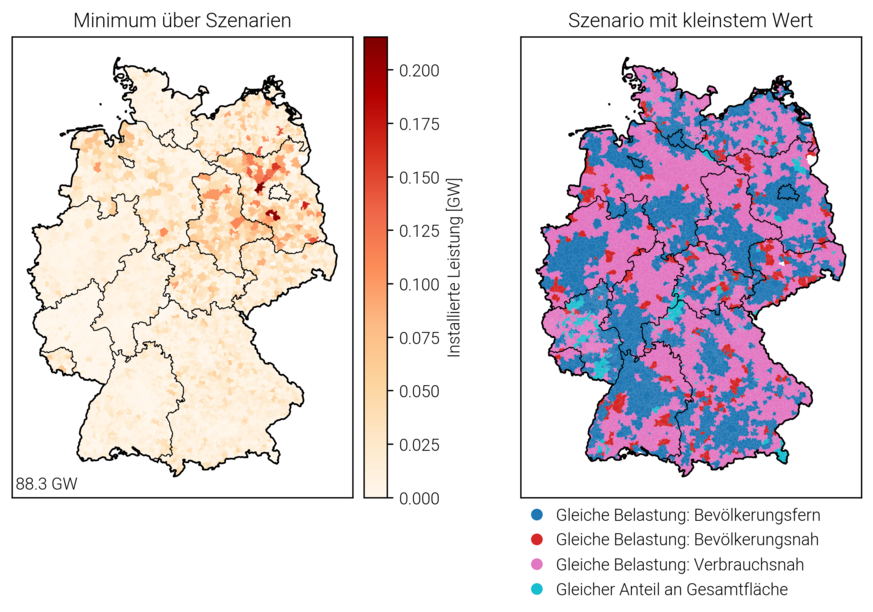 Minimum über Szenarien
0.200
0.175
0.150
0.125
0.100
0.075
0.050
0.025
0.000
Installierte Leistung [GW]
88.3 GW
Szenario mit kleinstem Wert
Gleiche Belastung: Bevölkerungsfern
Gleiche Belastung: Bevölkerungsnah
Gleiche Belastung: Verbrauchsnah
Gleicher Anteil an Gesamtfläche